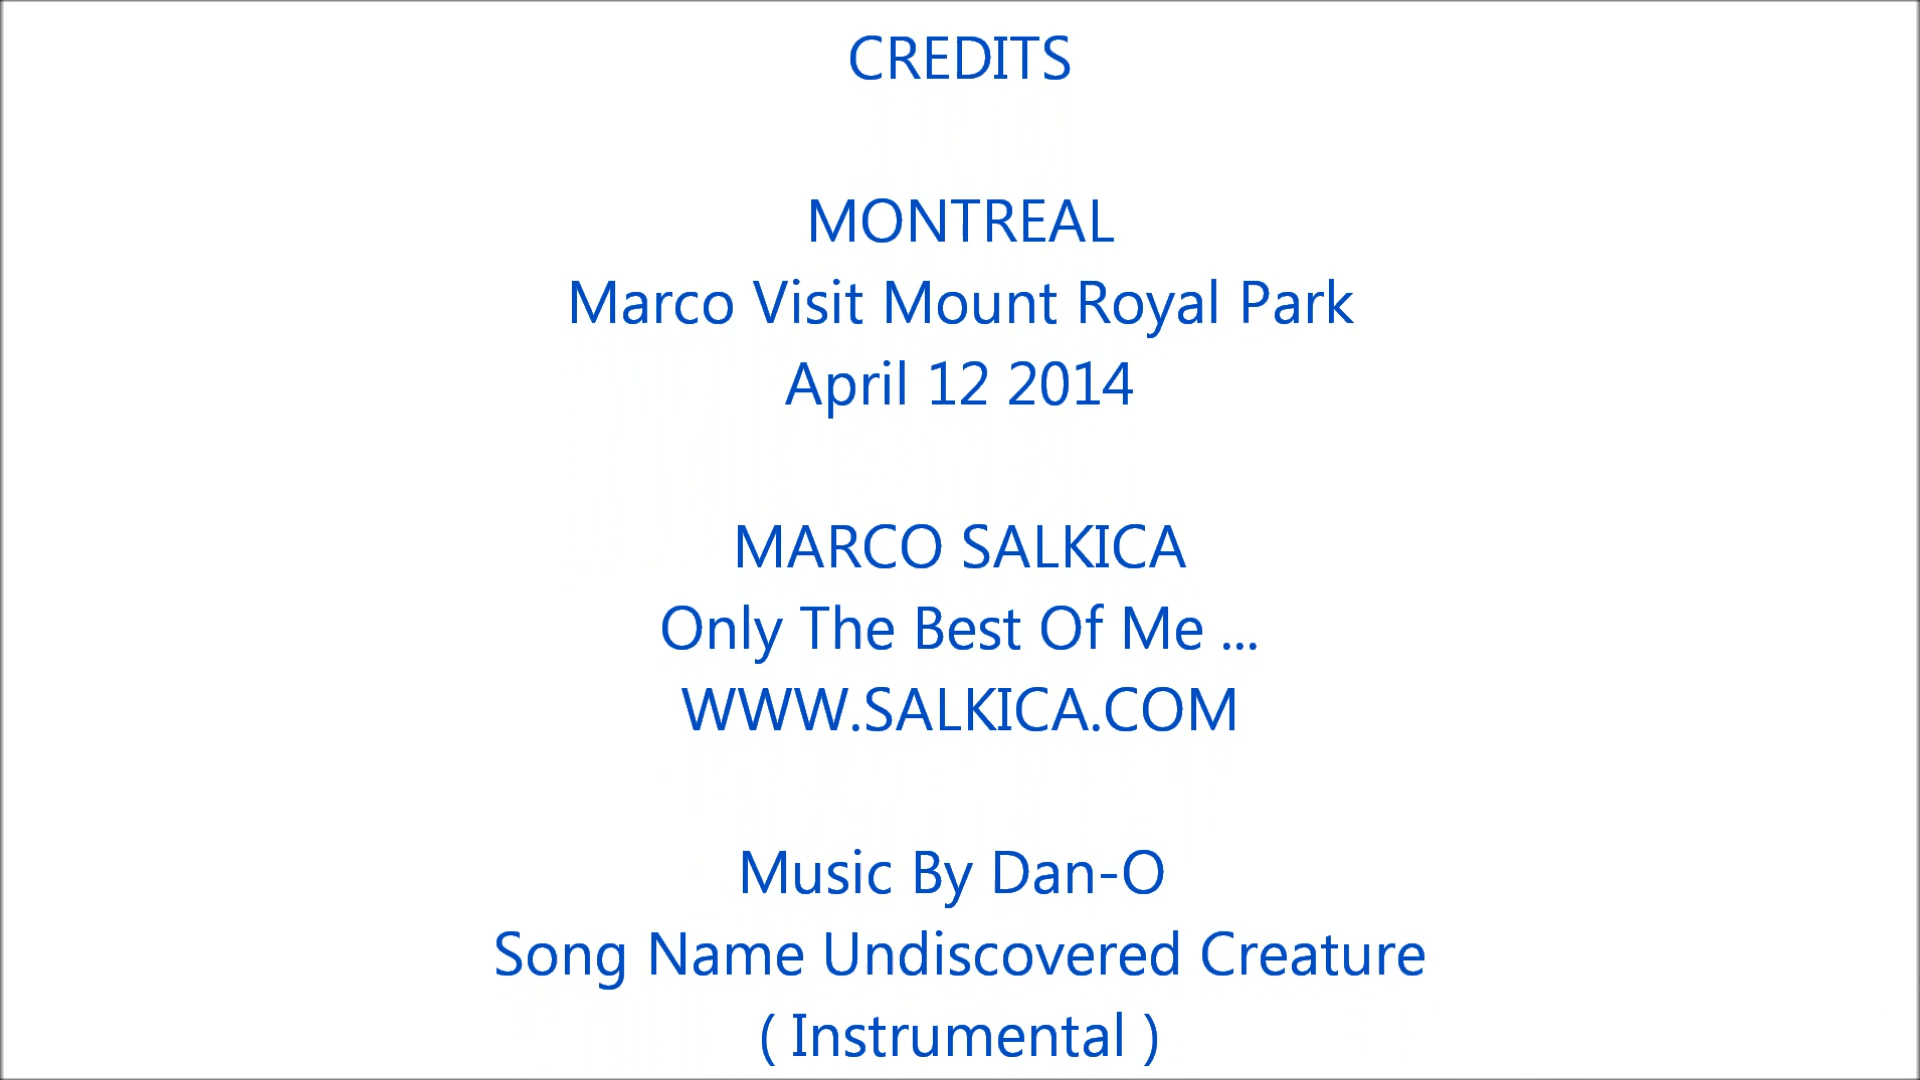 CREDITS
MONTREAL
Marco Visit Mount Royal Park
April 12 2014
MARCO SALKICA
Only The Best Of Me ...
WWW.SALKICA.COM
Music By Dan-O
Song Name Undiscovered Creature
( Instrumental )